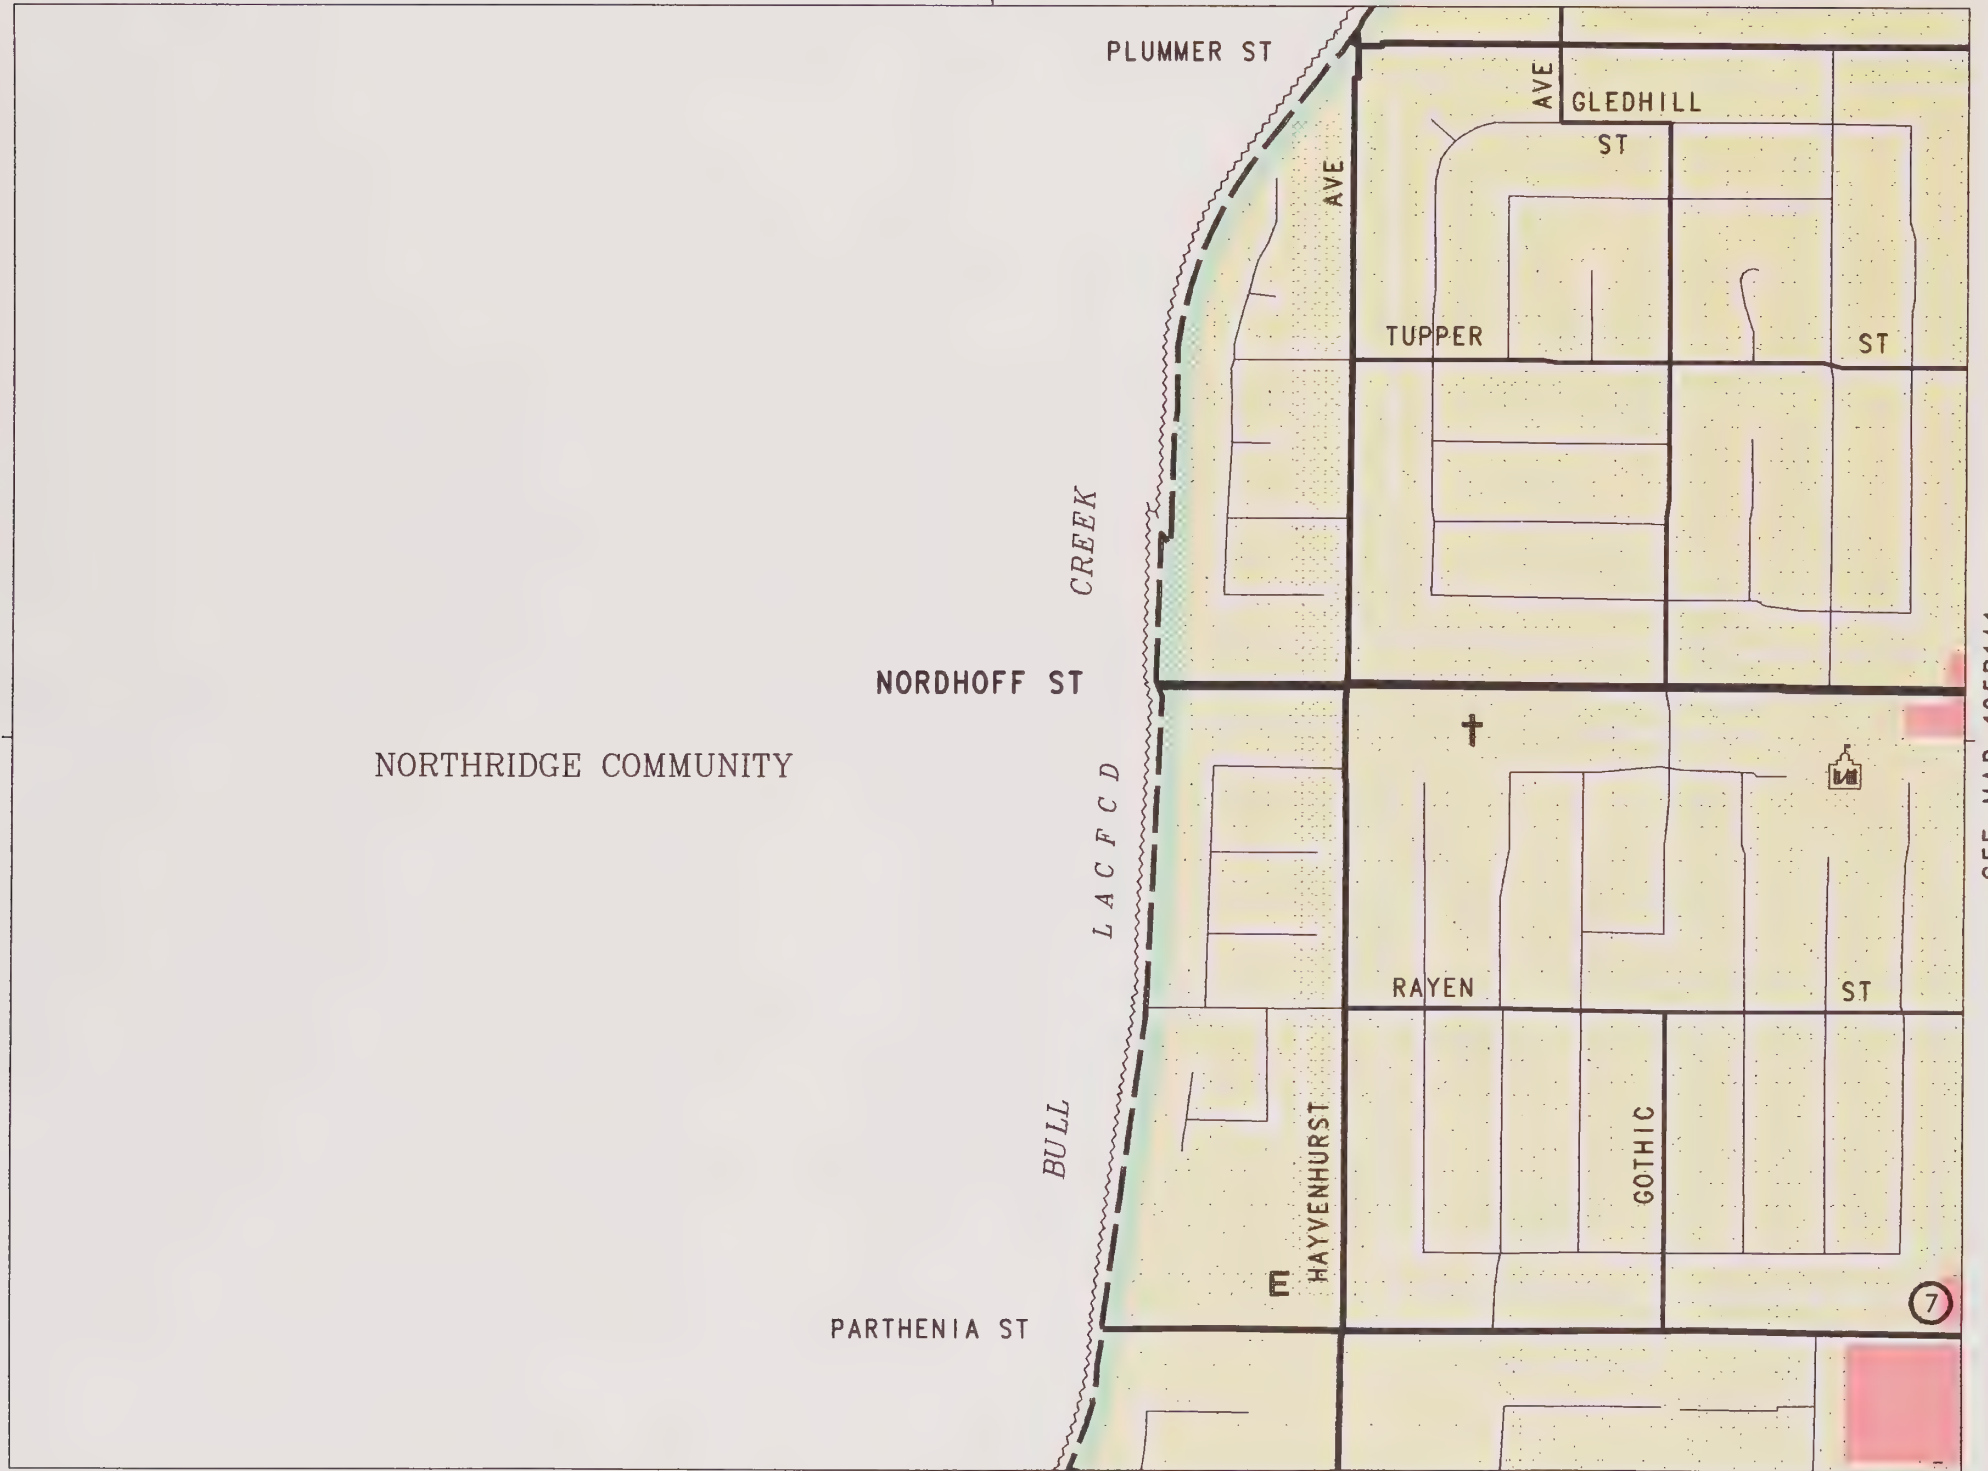 PLUMMER ST
AVE
GLEDHILL
ST
AVE
TUPPER ST
CREEK
NORDHOFF ST
NORTHRIDGE COMMUNITY
LACFCD
RAYEN ST
BULL
HAYVENHURST
GOTHIC
E
7
PARTHENIA ST